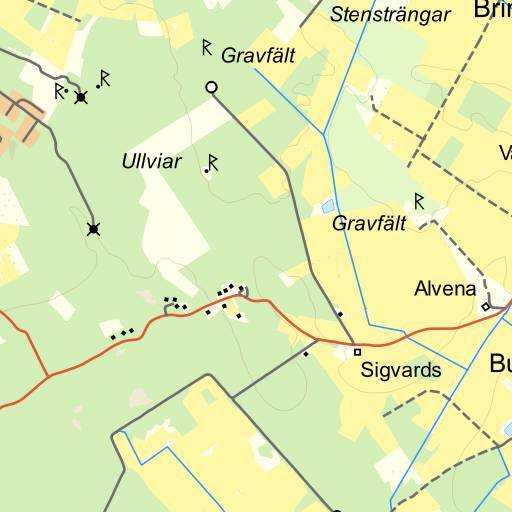 Stensträngar
Gravfält
Ullviar
Gravfält
Alvena
Sigvards